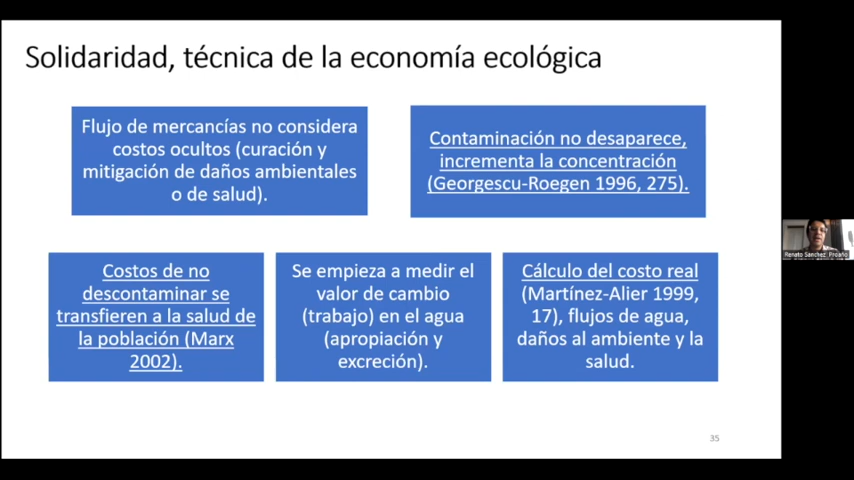 Solidaridad, técnica de la economía ecológica
Flujo de mercancías no considera
costos ocultos (curación y
mitigación de daños ambientales
o de salud).
Contaminación no desaparece,
incrementa la concentración
(Georgescu-Roegen 1996, 275).
Costos de no
descontaminar se
transfieren a la salud de
la población (Marx
2002).
Se empieza a medir el
valor de cambio
(trabajo) en el agua
(apropiación y
excreción).
Cálculo del costo real
(Martínez-Alier 1999,
17), flujos de agua,
daños al ambiente y la
salud.
35
Renato Sánchez Proaño